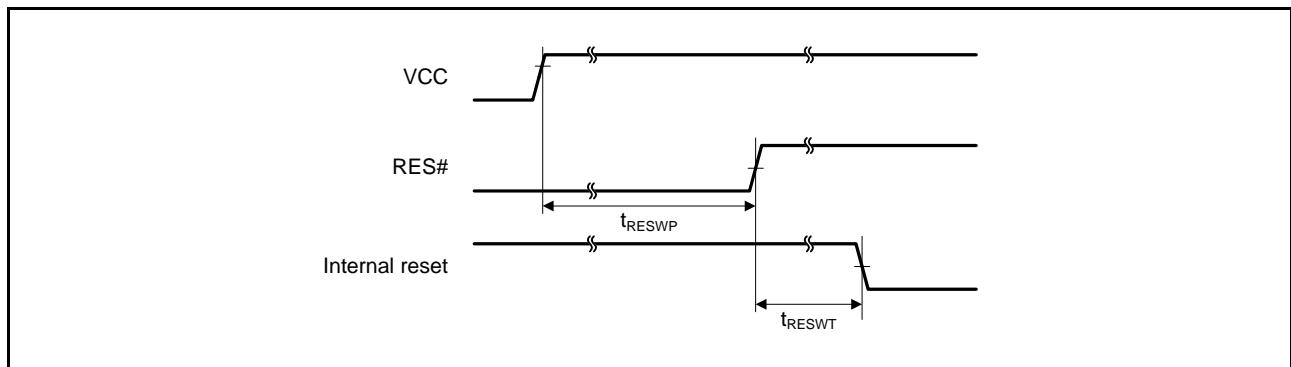 VCC
RES#
tRESWP
Internal reset
tRESWT